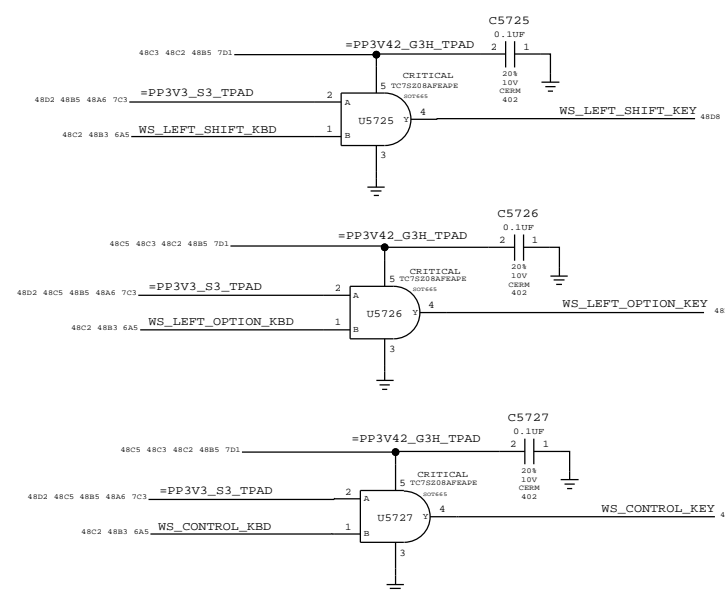 C5725
0.1UF
=PP3V42_G3H_TPAD
2 1
48C3 48C2 48B5 7D1
20%
10V
CERM
402
CRITICAL
5 TC7SZ08AFEAPE
SOT665
=PP3V3_S3_TPAD
48D2 48B5 48A6 7C3
2
A
U5725
Y
4
WS_LEFT_SHIFT_KEY
48D8
48C2 48B3 6A5
WS_LEFT_SHIFT_KBD
1
B
3
C5726
0.1UF
=PP3V42_G3H_TPAD
2 1
48C5 48C3 48C2 48B5 7D1
20%
10V
CERM
402
CRITICAL
5 TC7SZ08AFEAPE
SOT665
=PP3V3_S3_TPAD
48D2 48C5 48B5 48A6 7C3
2
A
U5726
Y
4
WS_LEFT_OPTION_KEY
48
48C2 48B3 6A5
WS_LEFT_OPTION_KBD
1
B
3
C5727
0.1UF
=PP3V42_G3H_TPAD
2 1
48C5 48C3 48C2 48B5 7D1
20%
10V
CERM
402
CRITICAL
5 TC7SZ08AFEAPE
SOT665
=PP3V3_S3_TPAD
48D2 48C5 48B5 48A6 7C3
2
A
U5727
Y
4
WS_CONTROL_KEY
4
48C2 48B3 6A5
WS_CONTROL_KBD
1
B
3